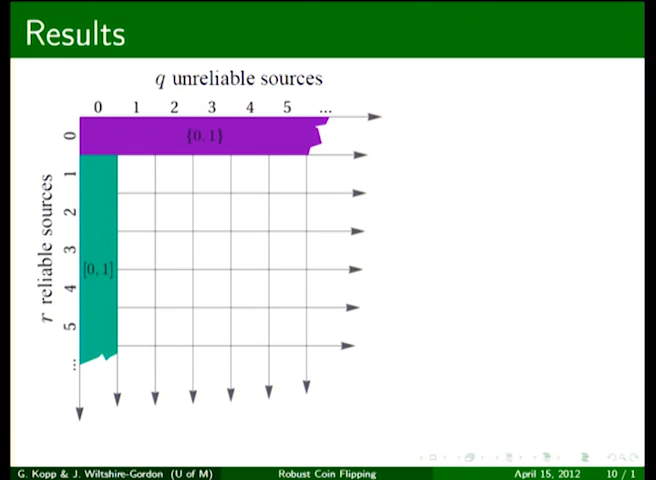 Results
q unreliable sources
0 1 2 3 4 5 ...
r reliable sources
0 1 2 3 4 5 ...
{0, 1}
[0, 1]
G. Kopp & J. Wiltshire-Gordon (U of M) Robust Coin Flipping April 15, 2012 10 / 1